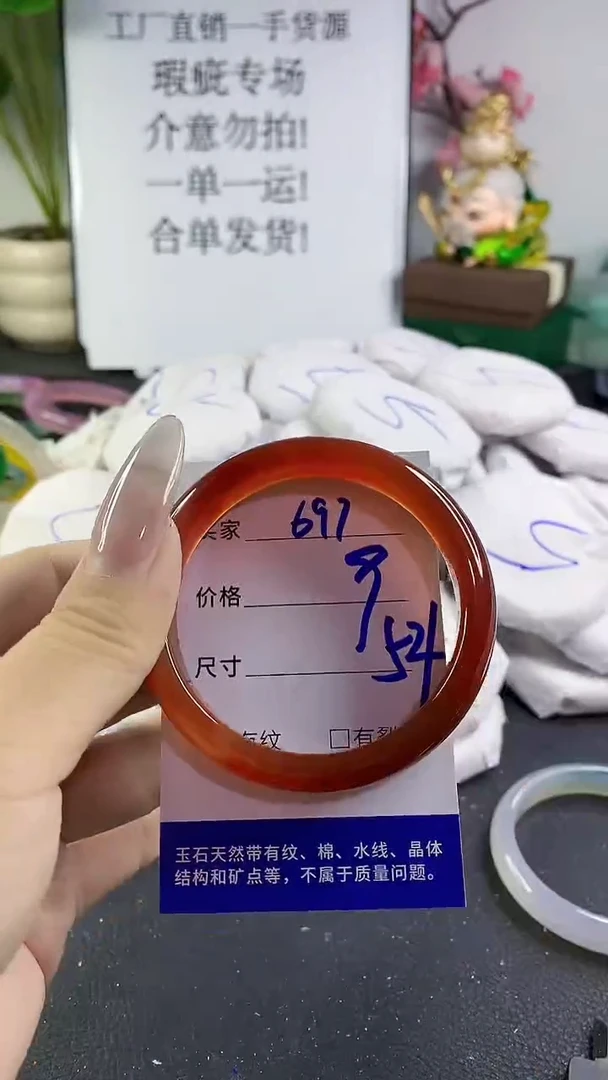 工厂直销一手货源
瑕疵专场
介意勿拍!
一单一运!
合单发货!
家 697
价格
尺寸 54
有纹 □有裂
玉石天然带有纹、棉、水线、晶体
结构和矿点等，不属于质量问题。